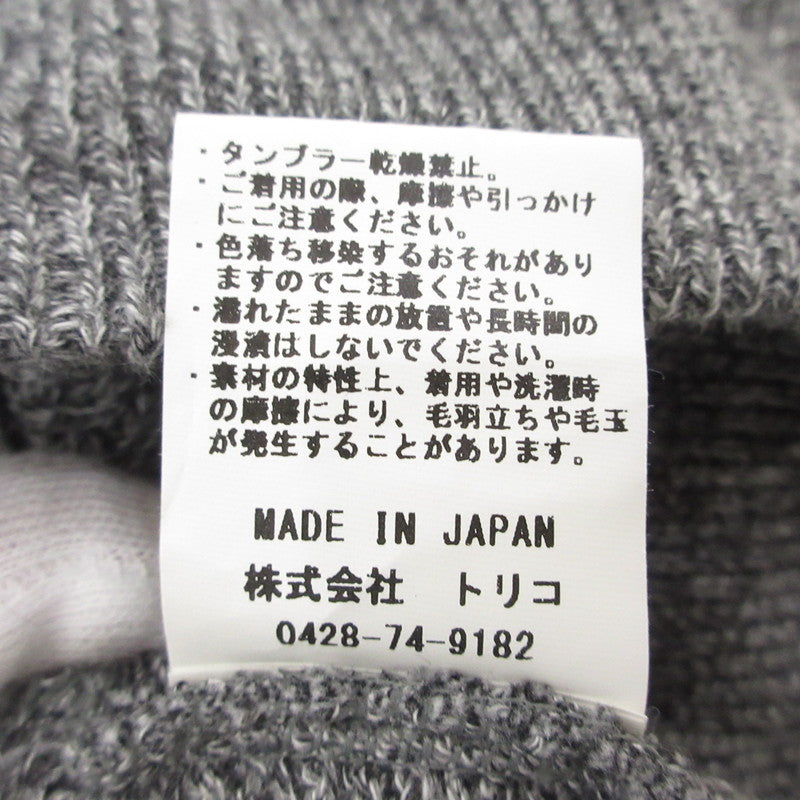 ・タンブラー乾燥禁止。
・ご着用の際、摩擦や引っかけ
にご注意ください。
・色落ち移染するおそれがあり
ますのでご注意ください。
・濡れたままの放置や長時間の
浸漬はしないでください。
・素材の特性上、着用や洗濯時
の摩擦により、毛羽立ちや毛玉
が発生することがあります。
MADE IN JAPAN
株式会社 トリコ
0428-74-9182